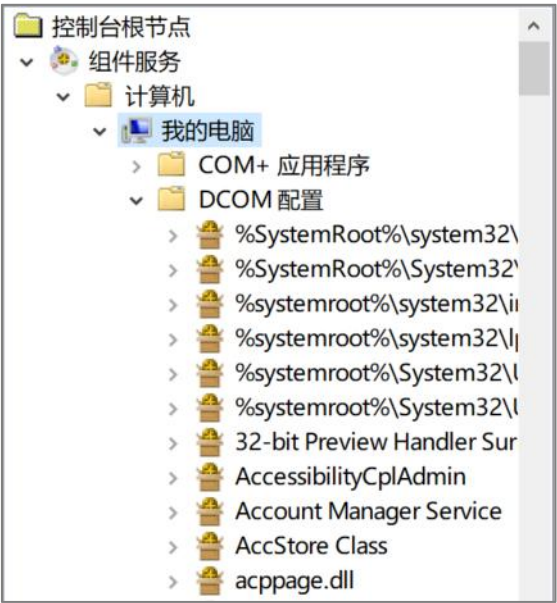 控制台根节点
组件服务
计算机
我的电脑
COM+ 应用程序
DCOM 配置
%SystemRoot%\system32\
%SystemRoot%\System32\
%systemroot%\system32\i
%systemroot%\system32\l
%systemroot%\System32\U
%systemroot%\System32\U
32-bit Preview Handler Sur
AccessibilityCplAdmin
Account Manager Service
AccStore Class
acppage.dll